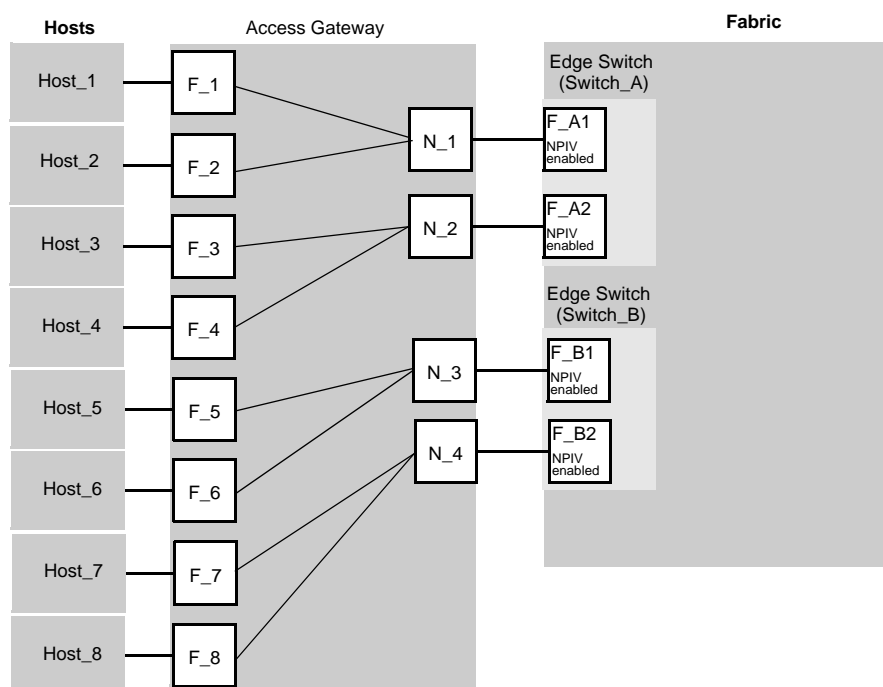 Hosts
Access Gateway
Fabric
Host_1
Host_2
Host_3
Host_4
Host_5
Host_6
Host_7
Host_8
F_1
F_2
F_3
F_4
F_5
F_6
F_7
F_8
N_1
N_2
N_3
N_4
Edge Switch
(Switch_A)
F_A1
NPIV
enabled
F_A2
NPIV
enabled
Edge Switch
(Switch_B)
F_B1
NPIV
enabled
F_B2
NPIV
enabled